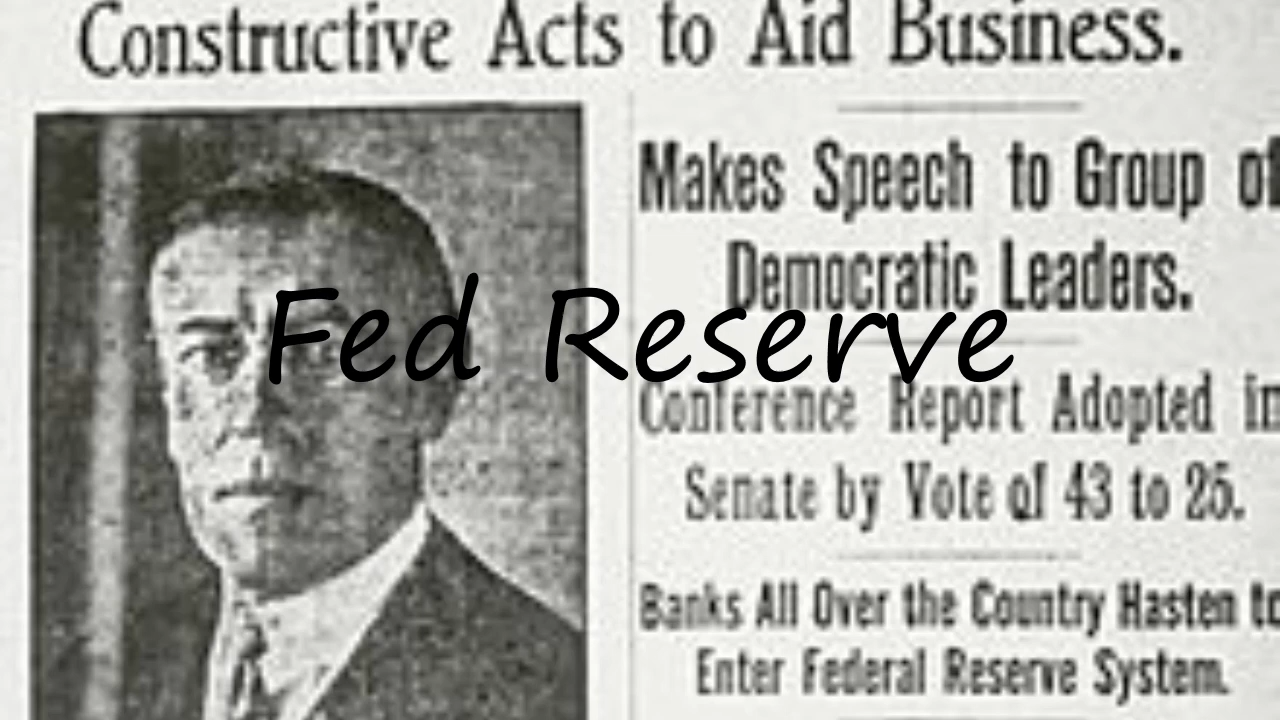 Constructive Acts to Aid Business.
Makes Speech to Group of
Democratic Leaders.
Fed Reserve
Conference Report Adopted in
Senate by Vote of 43 to 25.
Banks All Over the Country Hasten to
Enter Federal Reserve System.